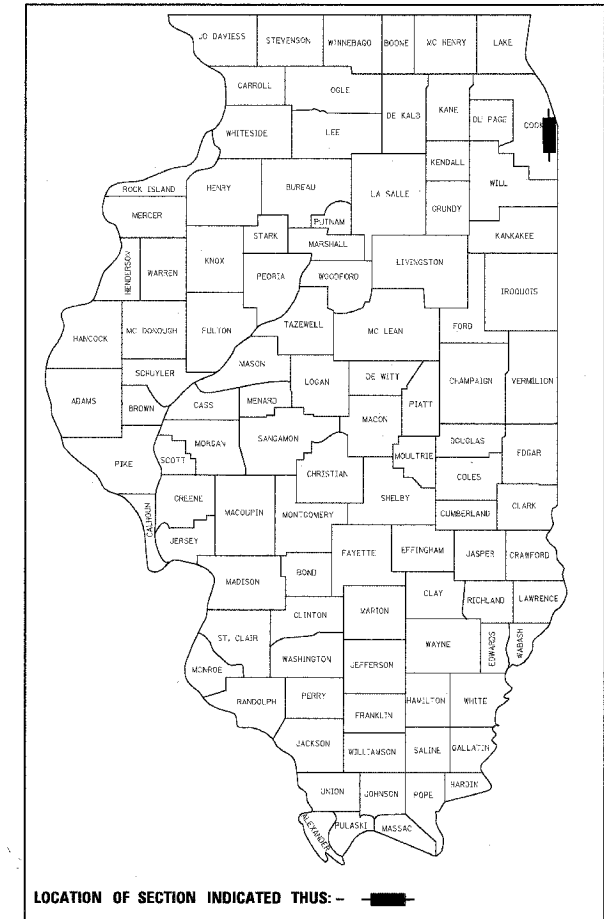 JO DAVIESS STEVENSON WINNEBAGO BOONE MC HENRY LAKE
CARROLL OGLE DE KALB KANE DU PAGE COOK
WHITESIDE LEE KENDALL WILL
ROCK ISLAND HENRY BUREAU LA SALLE GRUNDY
MERCER PUTNAM KANKAKEE
HENDERSON WARREN KNOX STARK MARSHALL LIVINGSTON
PEORIA WOODFORD IROQUOIS
HANCOCK MC DONOUGH FULTON TAZEWELL MC LEAN FORD
SCHUYLER MASON LOGAN DE WITT CHAMPAIGN VERMILION
ADAMS BROWN CASS MENARD MACON PIATT
PIKE SCOTT MORGAN SANGAMON CHRISTIAN MOULTRIE DOUGLAS EDGAR
COLES
CALHOUN GREENE MACOUPIN MONTGOMERY SHELBY CUMBERLAND CLARK
JERSEY FAYETTE EFFINGHAM JASPER CRAWFORD
MADISON BOND CLAY RICHLAND LAWRENCE
CLINTON MARION
ST. CLAIR WAYNE EDWARDS WABASH
MONROE WASHINGTON JEFFERSON
RANDOLPH PERRY FRANKLIN HAMILTON WHITE
JACKSON WILLIAMSON SALINE GALLATIN
UNION JOHNSON POPE HARDIN
ALEXANDER PULASKI MASSAC
LOCATION OF SECTION INDICATED THUS: -